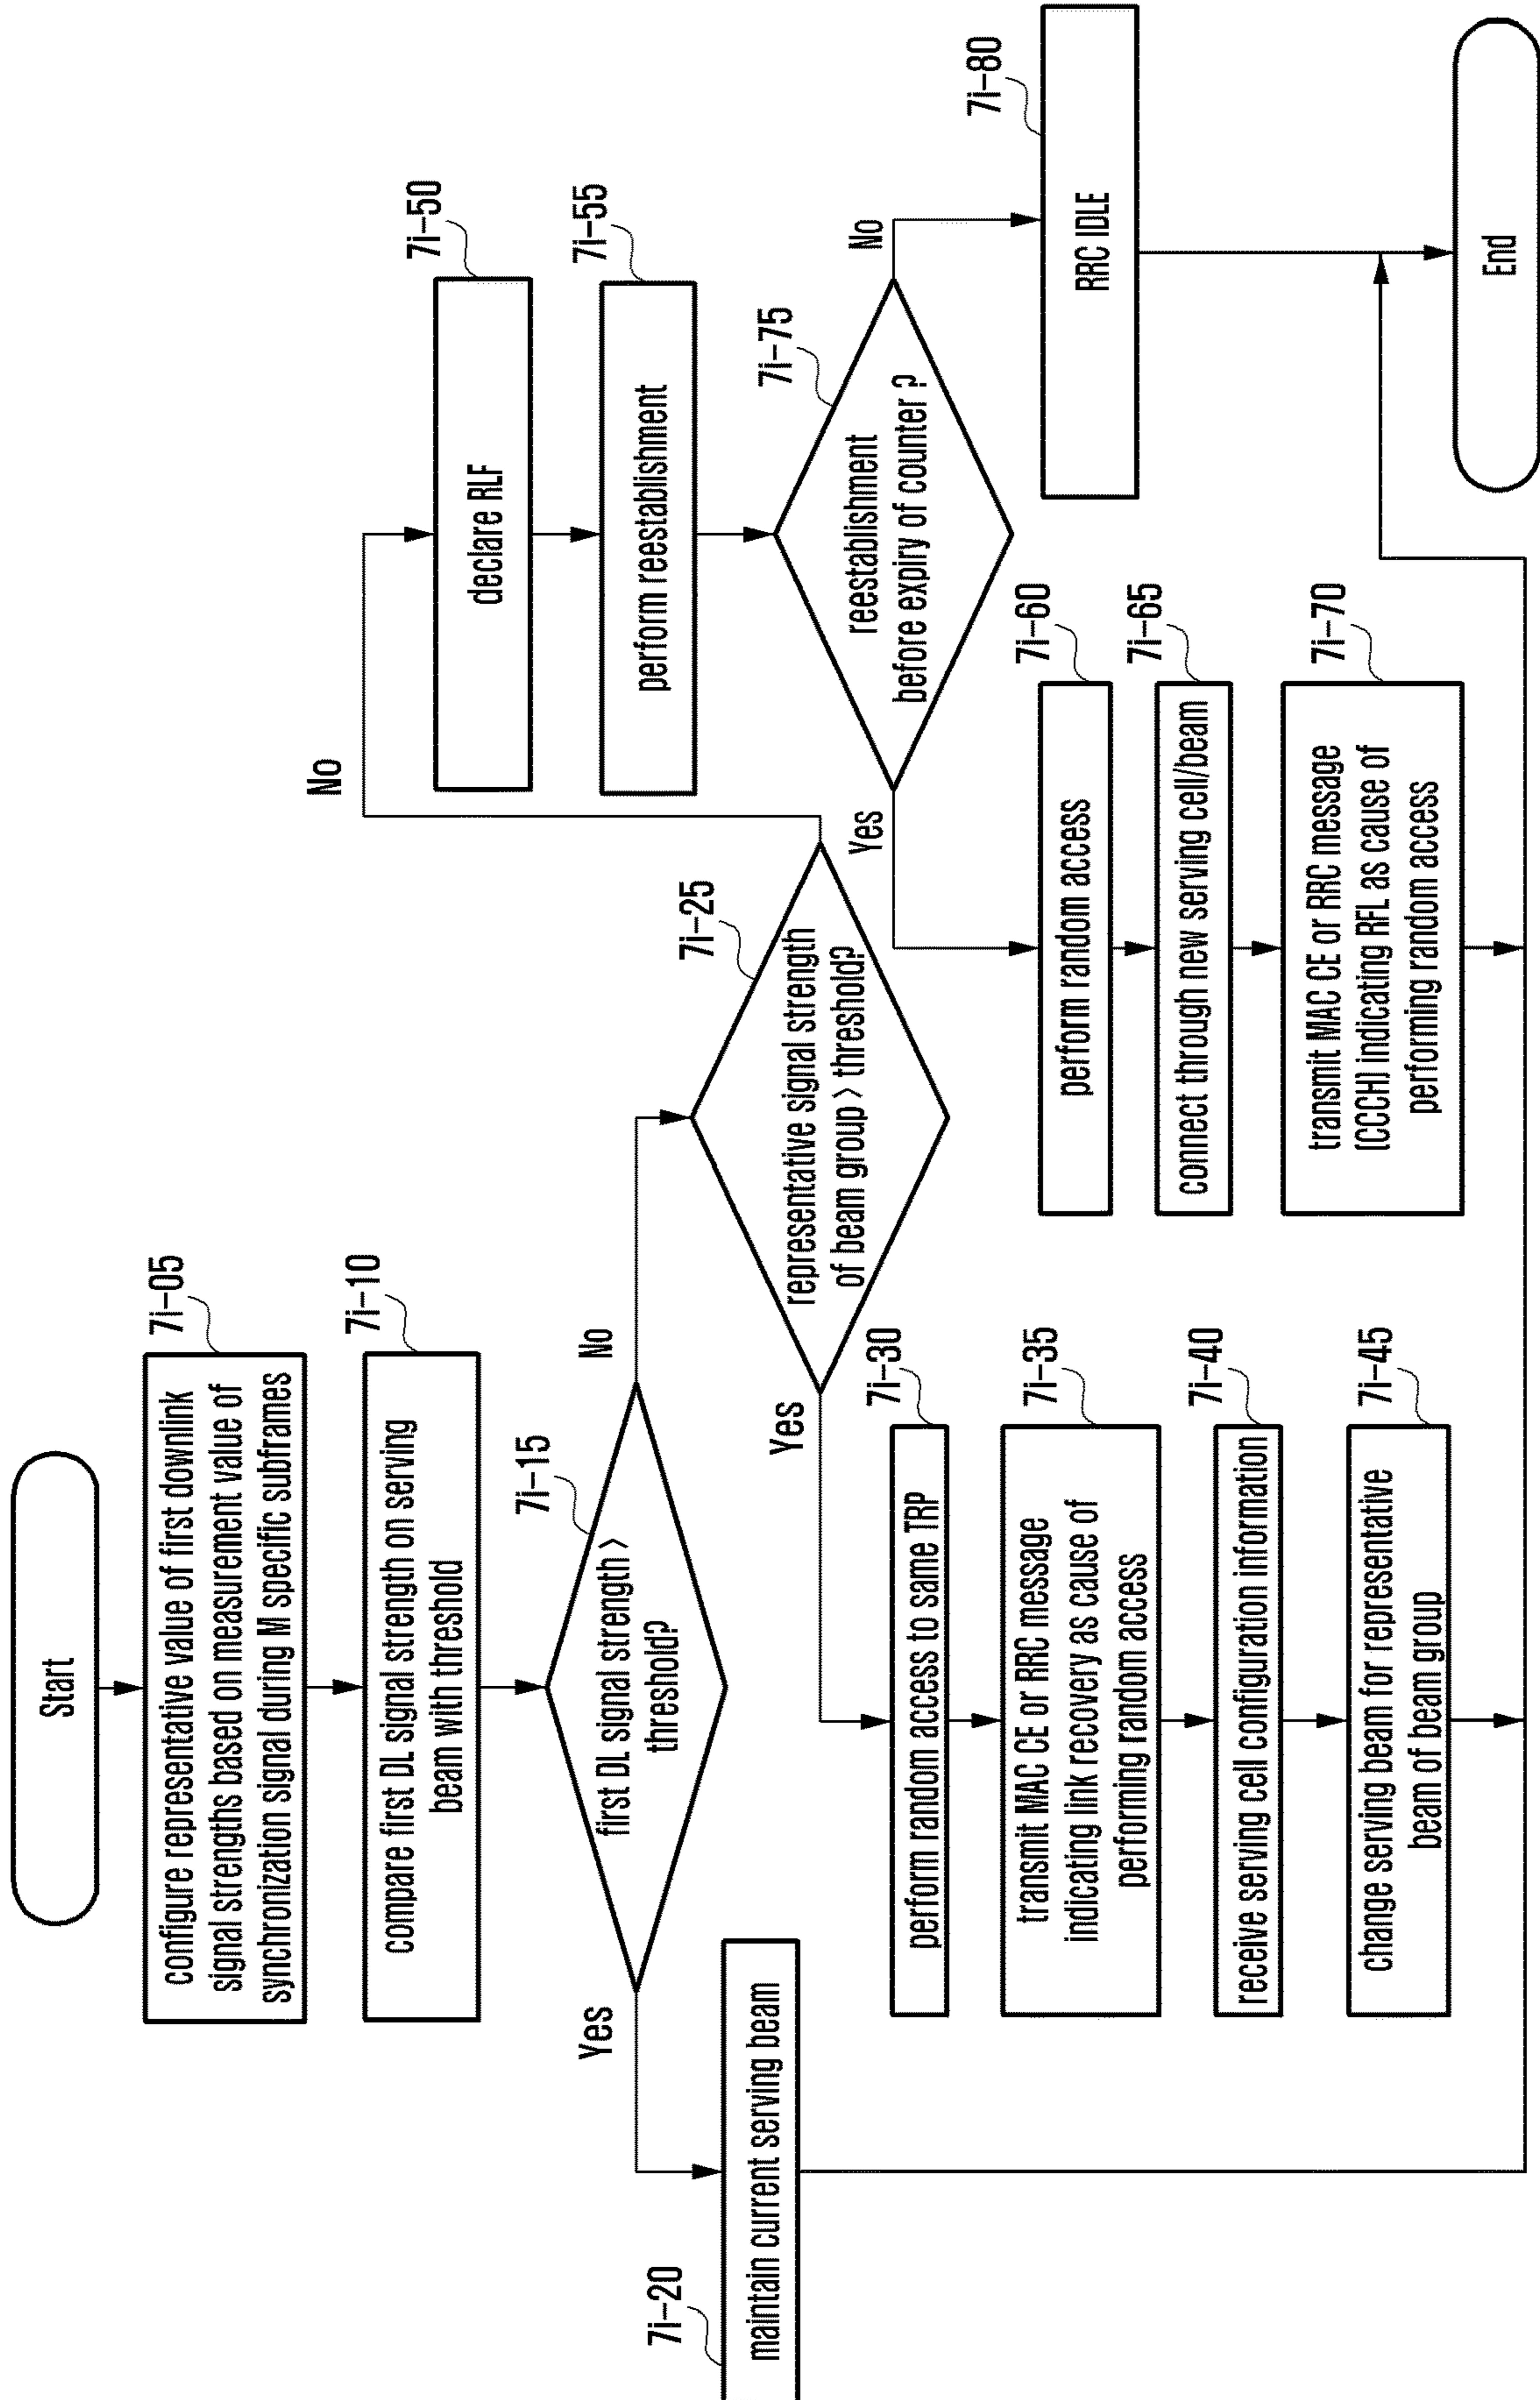 Start
7i-05
configure representative value of first downlink
signal strengths based on measurement value of
synchronization signal during M specific subframes
7i-10
compare first DL signal strength on serving
beam with threshold
7i-15
first DL signal strength >
threshold?
Yes
No
7i-20
maintain current serving beam
7i-25
representative signal strength
of beam group > threshold?
Yes
No
7i-30
perform random access to same TRP
7i-35
transmit MAC CE or RRC message
indicating link recovery as cause of
performing random access
7i-40
receive serving cell configuration information
7i-45
change serving beam for representative
beam of beam group
7i-50
declare RLF
7i-55
perform reestablishment
7i-75
reestablishment
before expiry of counter ?
Yes
No
7i-60
perform random access
7i-65
connect through new serving cell/beam
7i-70
transmit MAC CE or RRC message
(CCCH) indicating RFL as cause of
performing random access
7i-80
RRC IDLE
End